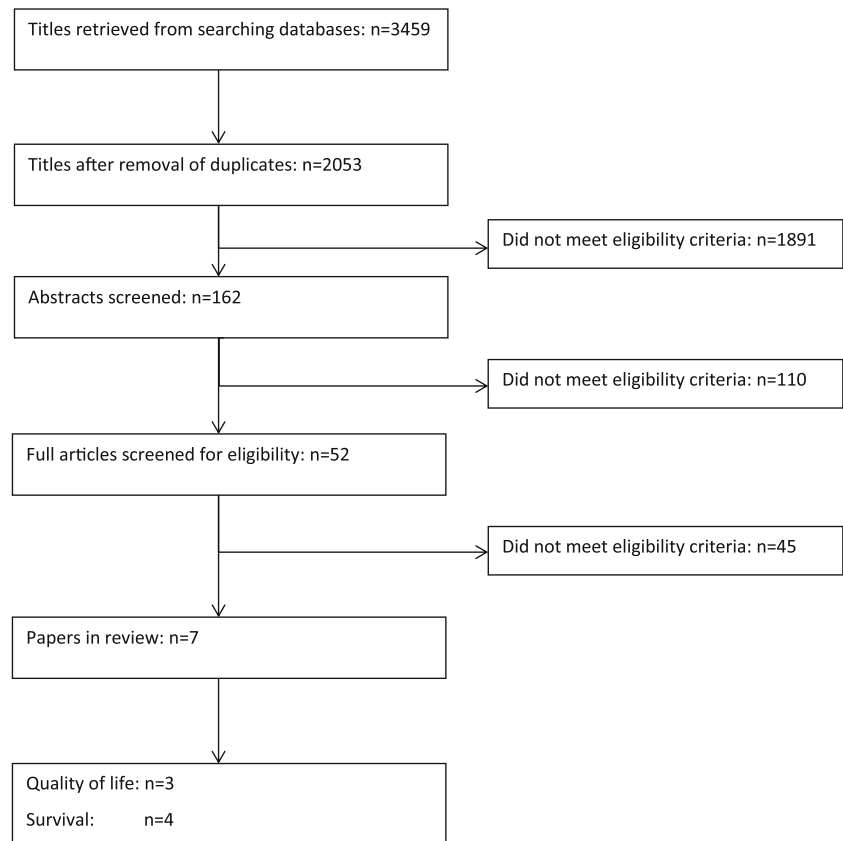 Titles retrieved from searching databases: n=3459
Titles after removal of duplicates: n=2053
Did not meet eligibility criteria: n=1891
Abstracts screened: n=162
Did not meet eligibility criteria: n=110
Full articles screened for eligibility: n=52
Did not meet eligibility criteria: n=45
Papers in review: n=7
Quality of life: n=3
Survival: n=4